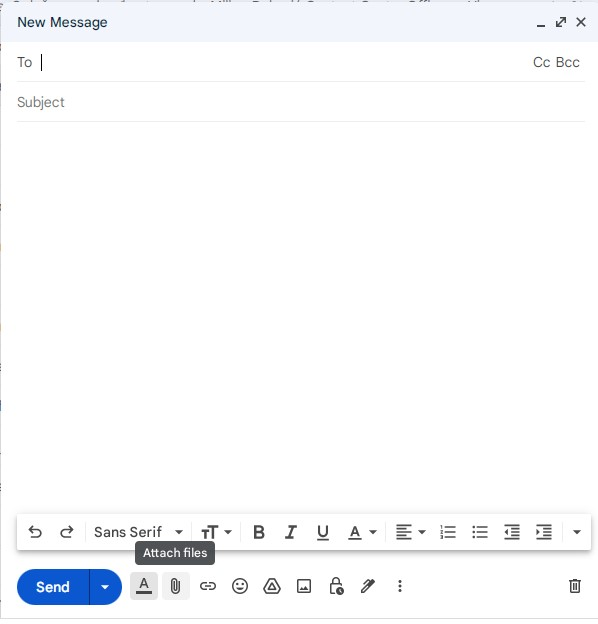 New Message
To
Cc Bcc
Subject
Sans Serif
Attach files
Send